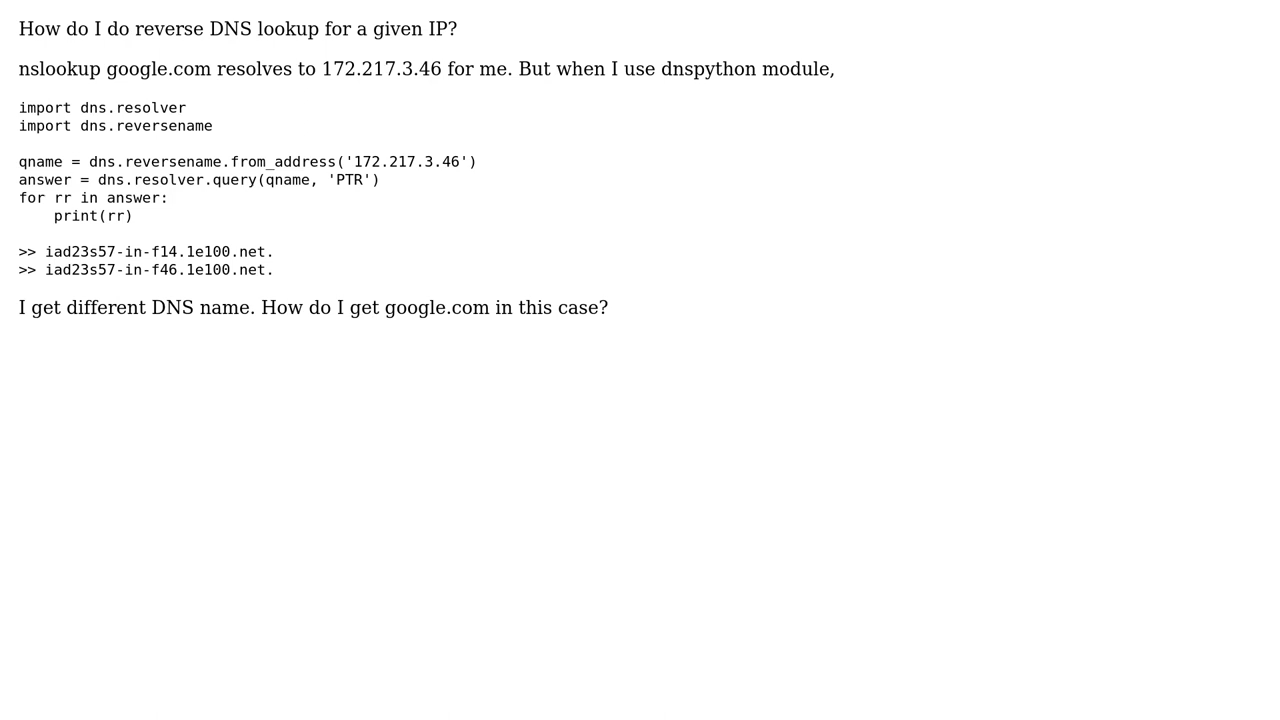 How do I do reverse DNS lookup for a given IP?
nslookup google.com resolves to 172.217.3.46 for me. But when I use dnspython module,
import dns.resolver
import dns.reversename
qname = dns.reversename.from_address('172.217.3.46')
answer = dns.resolver.query(qname, 'PTR')
for rr in answer:
    print(rr)
>> iad23s57-in-f14.1e100.net.
>> iad23s57-in-f46.1e100.net.
I get different DNS name. How do I get google.com in this case?